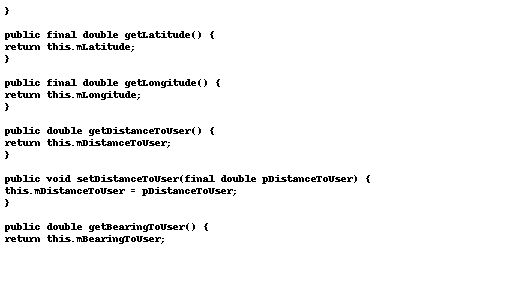 }
public final double getLatitude() {
return this.mLatitude;
}
public final double getLongitude() {
return this.mLongitude;
}
public double getDistanceToUser() {
return this.mDistanceToUser;
}
public void setDistanceToUser(final double pDistanceToUser) {
this.mDistanceToUser = pDistanceToUser;
}
public double getBearingToUser() {
return this.mBearingToUser;